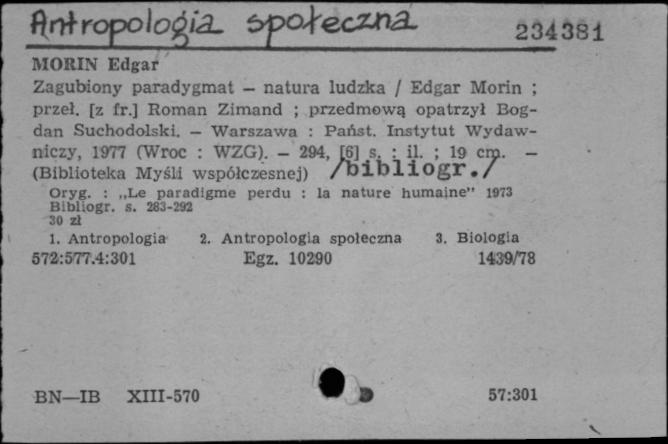 Antropologia społeczna 234381
MORIN Edgar
Zagubiony paradygmat — natura ludzka / Edgar Morin ;
przeł. [z fr.] Roman Zimand ; przedmową opatrzył Bog-
dan Suchodolski. — Warszawa : Państ. Instytut Wydaw-
niczy, 1977 (Wroc : WZG). — 294, [6] s. : il. ; 19 cm. —
(Biblioteka Myśli współczesnej) /bibliogr./
Oryg. : „Le paradigme perdu : la nature humaine" 1973
Bibliogr. s. 283-292
30 zł
1. Antropologia 2. Antropologia społeczna 3. Biologia
572:577.4:301 Egz. 10290 1439/78
BN—IB XIII-570 57:301